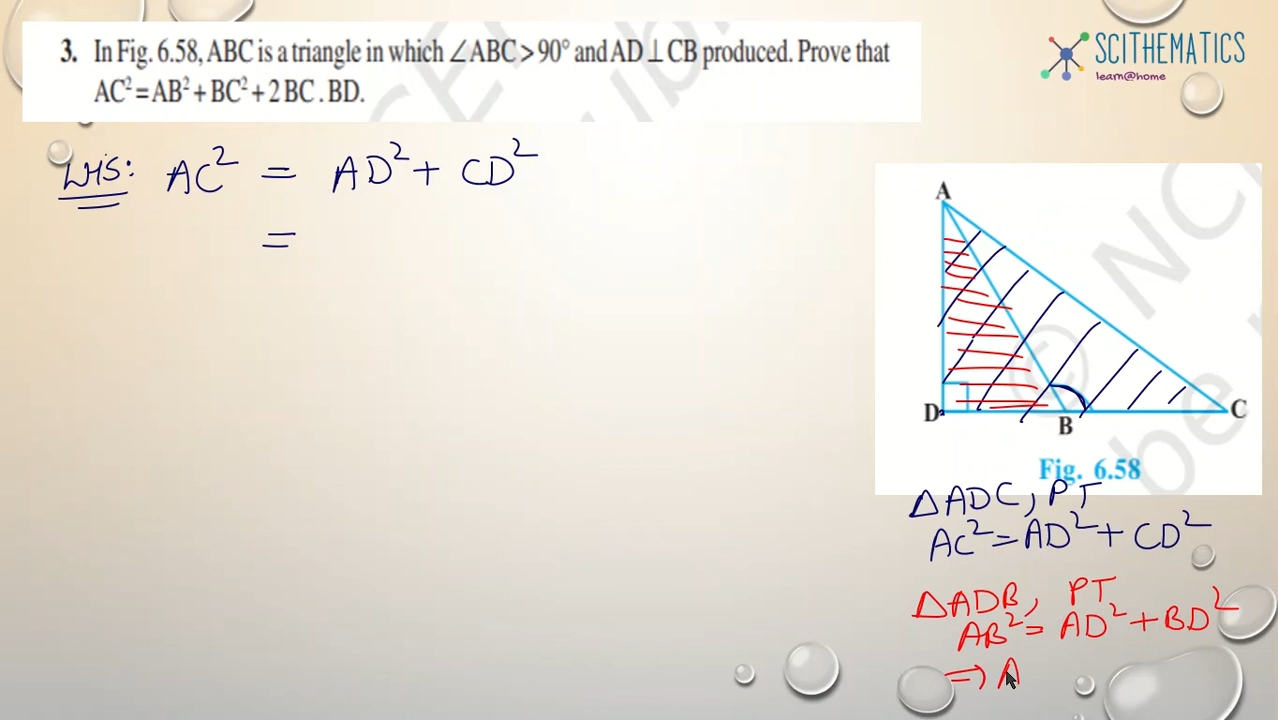 3. In Fig. 6.58, ABC is a triangle in which ∠ABC > 90° and AD ⊥ CB produced. Prove that
AC² = AB² + BC² + 2 BC . BD.
SCITHEMATICS
learn@home
LHS: AC² = AD² + CD²
=
A
D
B
C
Fig. 6.58
△ADC, PT
AC² = AD² + CD²
△ADB, PT
AB² = AD² + BD²
⇒ A